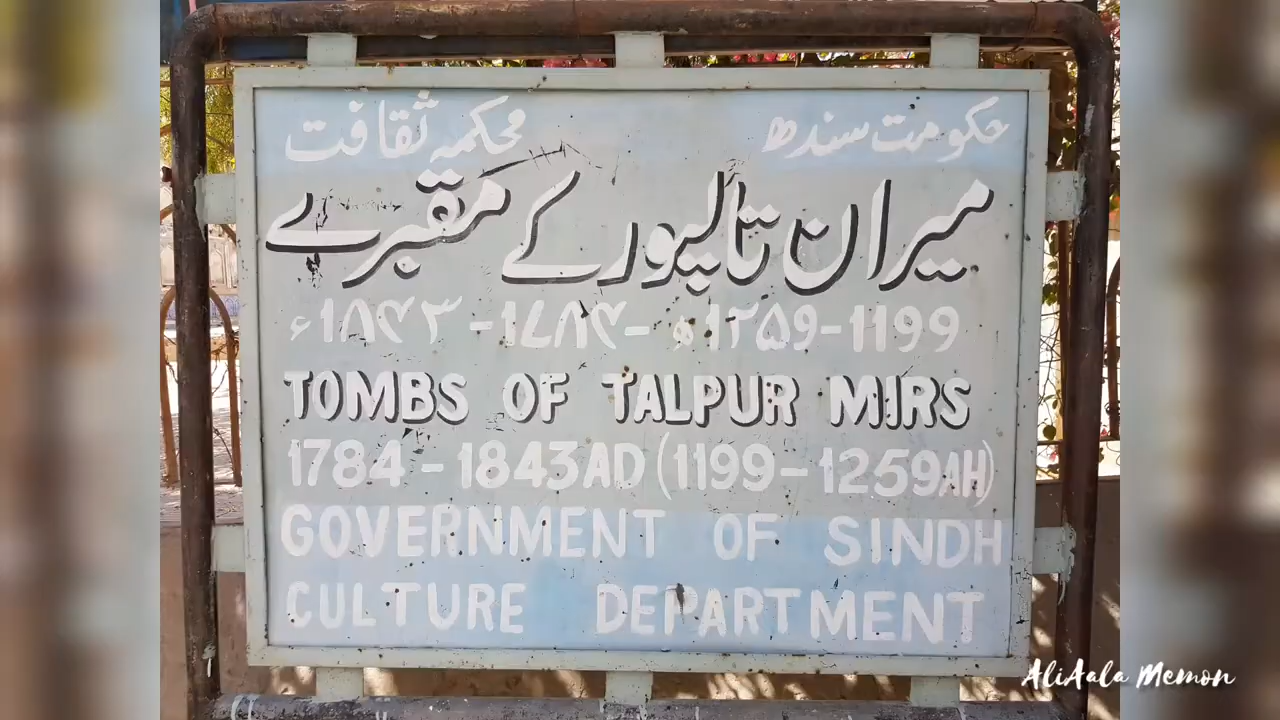 حکومت سندھ محکمہ ثقافت
میران تالپور کے مقبرے
۱۱۹۹-۱۲۵۹ھ -۱۷۸۴- ۱۸۴۳ء
TOMBS OF TALPUR MIRS
1784 - 1843AD (1199 - 1259AH)
GOVERNMENT OF SINDH
CULTURE DEPARTMENT
AliAala Memon